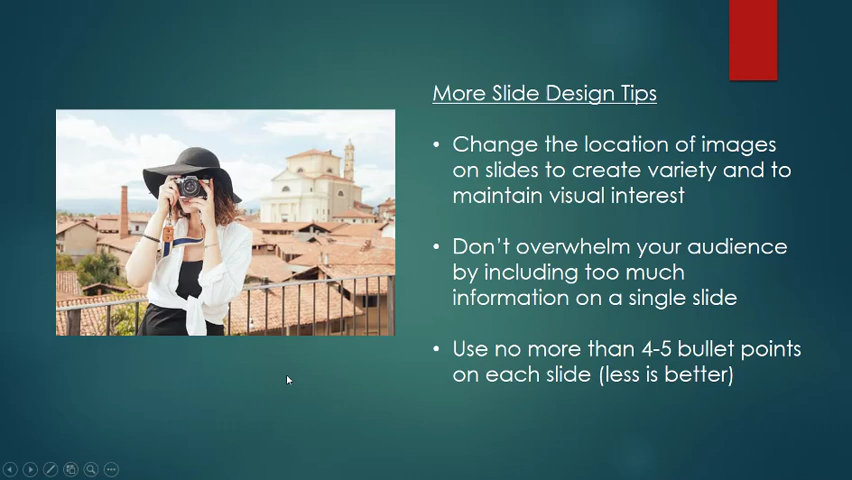 More Slide Design Tips
• Change the location of images
on slides to create variety and to
maintain visual interest
• Don’t overwhelm your audience
by including too much
information on a single slide
• Use no more than 4-5 bullet points
on each slide (less is better)